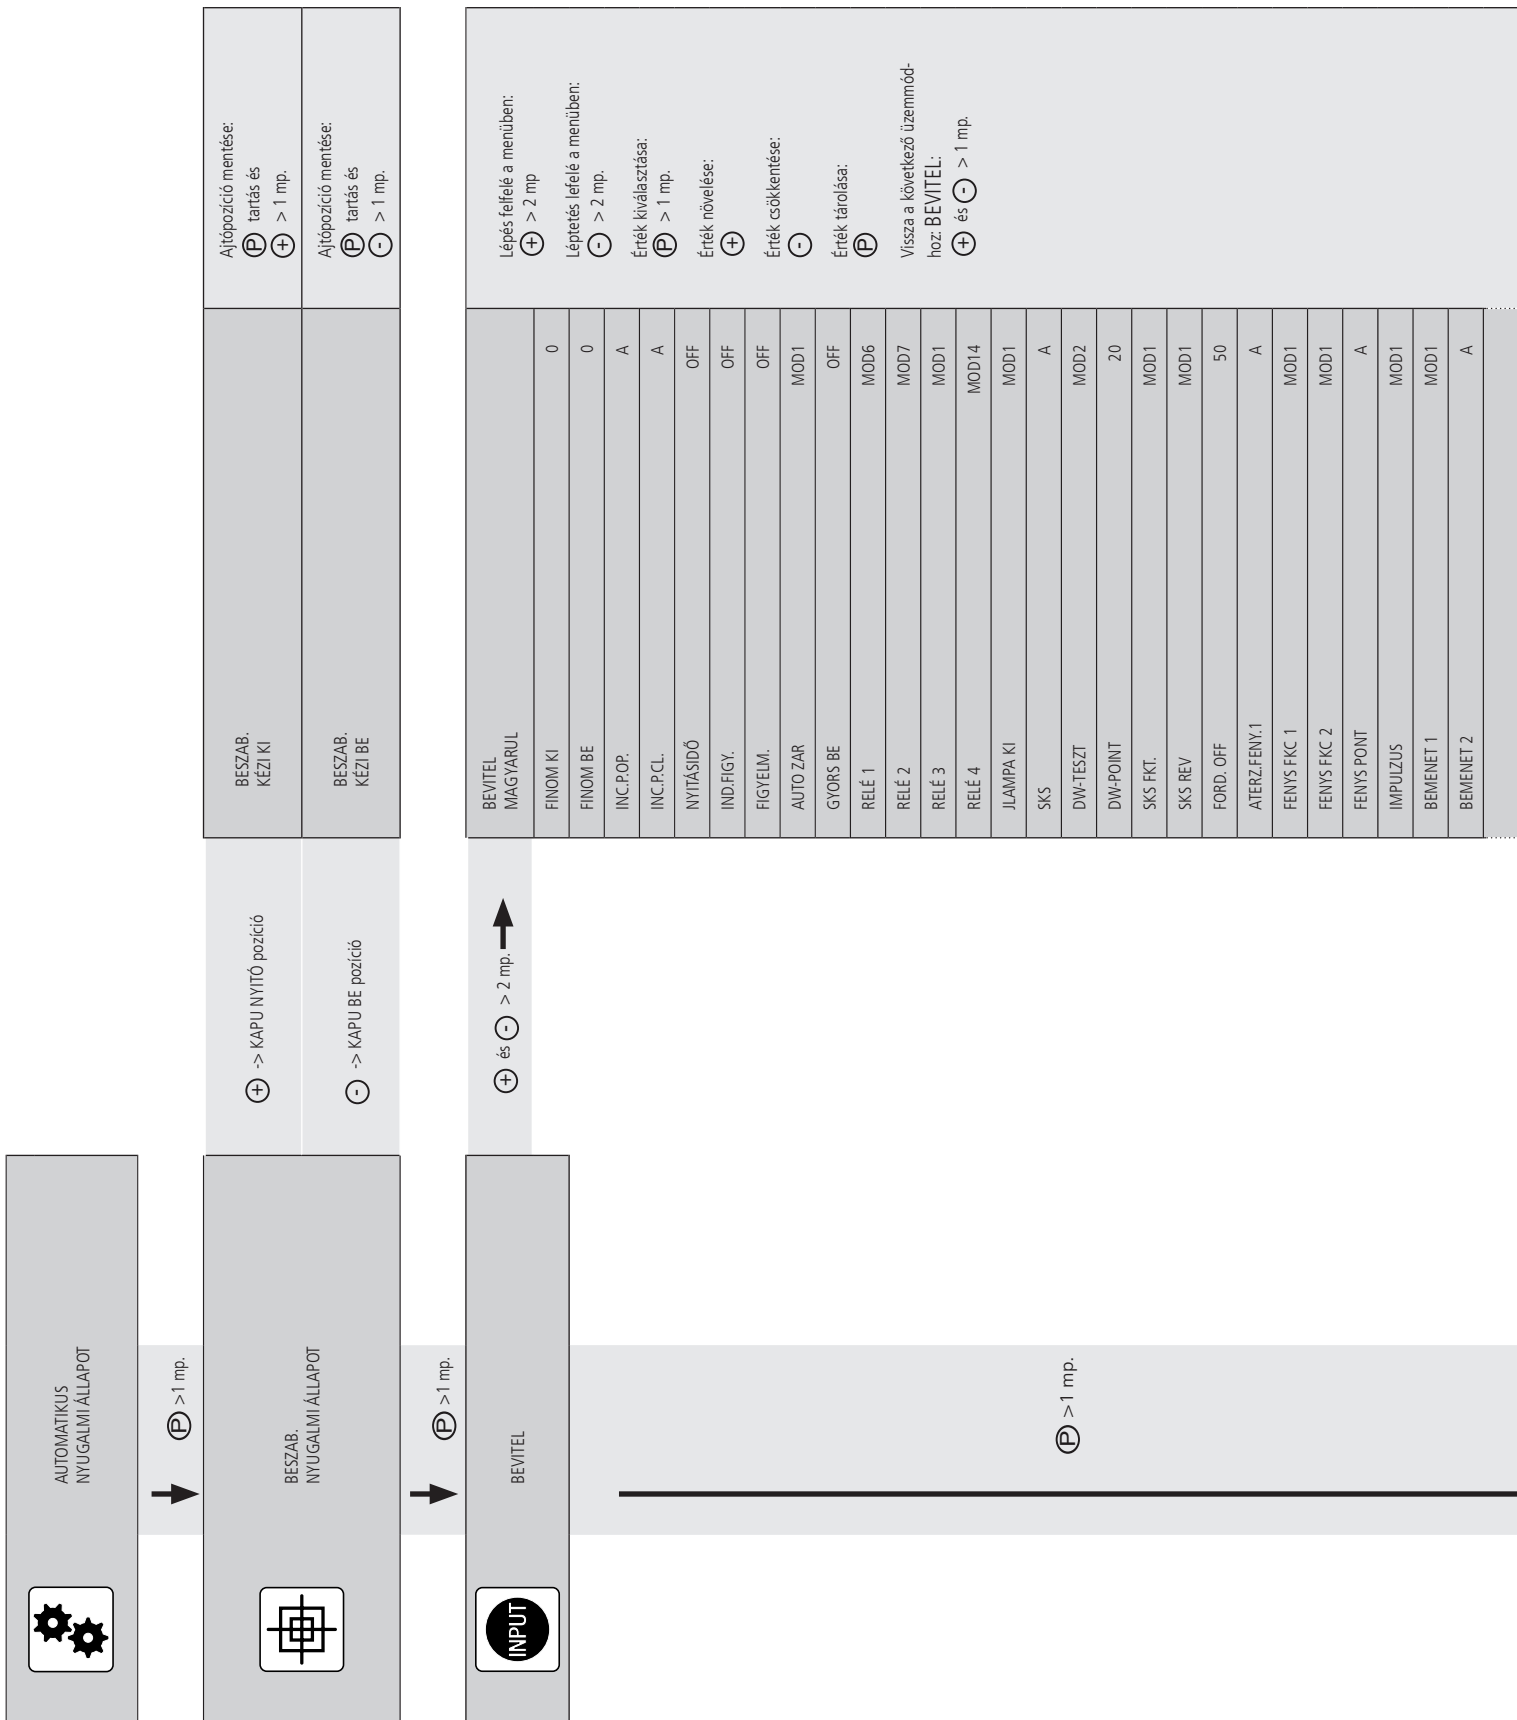 AUTOMATIKUS
NYUGALMI ÁLLAPOT
P >1 mp.
BESZAB.
NYUGALMI ÁLLAPOT
+ -> KAPU NYITÓ pozíció
BESZAB.
KÉZI KI
Ajtópozíció mentése:
P tartás és
+ > 1 mp.
- -> KAPU BE pozíció
BESZAB.
KÉZI BE
Ajtópozíció mentése:
P tartás és
- > 1 mp.
P >1 mp.
INPUT
BEVITEL
+ és - > 2 mp.
BEVITEL
MAGYARUL
FINOM KI 0
FINOM BE 0
INC.P.OP. A
INC.P.CL. A
NYITÁSIDŐ OFF
IND.FIGY. OFF
FIGYELM. OFF
AUTO ZAR MOD1
GYORS BE OFF
RELÉ 1 MOD6
RELÉ 2 MOD7
RELÉ 3 MOD1
RELÉ 4 MOD14
JLAMPA KI MOD1
SKS A
DW-TESZT MOD2
DW-POINT 20
SKS FKT. MOD1
SKS REV MOD1
FORD. OFF 50
ATERZ.FENY.1 A
FENYS FKC 1 MOD1
FENYS FKC 2 MOD1
FENYS PONT A
IMPULZUS MOD1
BEMENET 1 MOD1
BEMENET 2 A
Lépés felfelé a menüben:
+ > 2 mp
Léptetés lefelé a menüben:
- > 2 mp.
Érték kiválasztása:
P > 1 mp.
Érték növelése:
+
Érték csökkentése:
-
Érték tárolása:
P
Vissza a következő üzemmód-
hoz: BEVITEL:
+ és - > 1 mp.
P >1 mp.